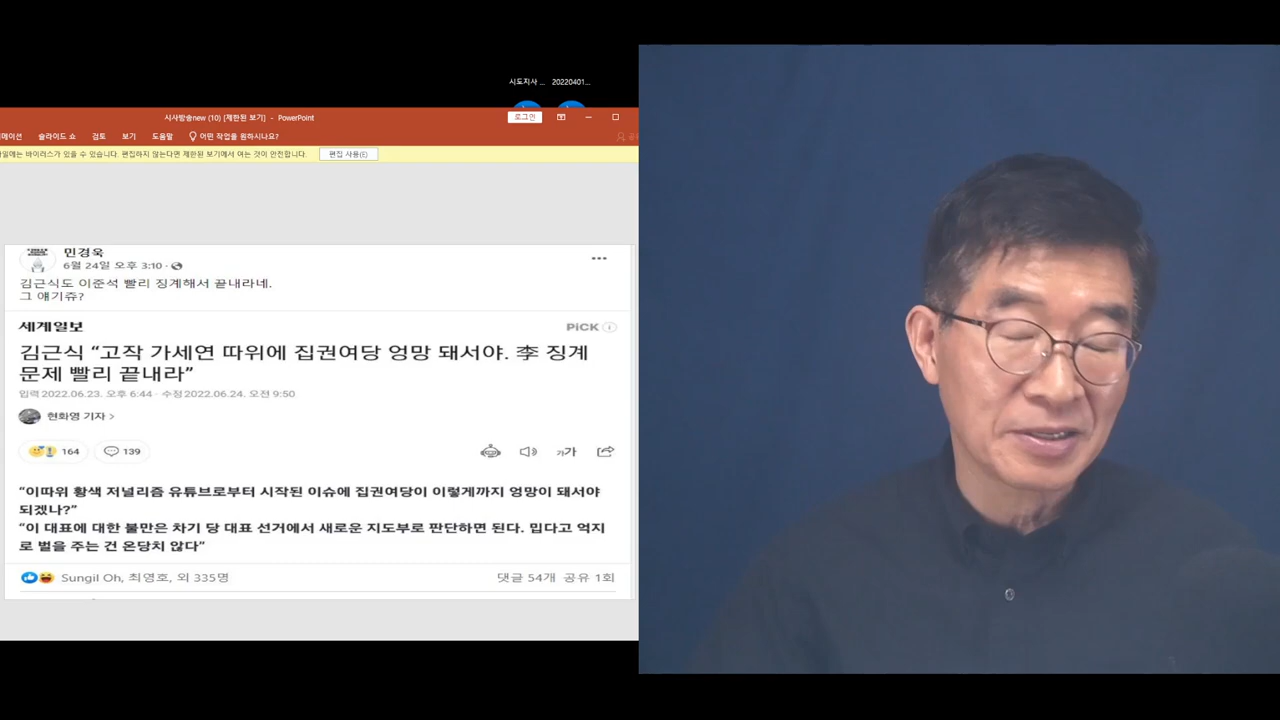 시도지사 ... 20220401...
시사방송new (10) [제한된 보기] - PowerPoint
로그인
메이션 슬라이드 쇼 검토 보기 도움말 어떤 작업을 원하시나요?
일에는 바이러스가 있을 수 있습니다. 편집하지 않는다면 제한된 보기에서 여는 것이 안전합니다. 편집 사용(E)
민경욱
6월 24일 오후 3:10 ·
김근식도 이준석 빨리 징계해서 끝내라네.
그 얘기쥬?
세계일보 PiCK
김근식 “고작 가세연 따위에 집권여당 엉망 돼서야. 李 징계
문제 빨리 끝내라”
입력 2022.06.23. 오후 6:44 · 수정 2022.06.24. 오전 9:50
현화영 기자 >
164 139 가가
“이따위 황색 저널리즘 유튜브로부터 시작된 이슈에 집권여당이 이렇게까지 엉망이 돼서야
되겠나?”
“이 대표에 대한 불만은 차기 당 대표 선거에서 새로운 지도부로 판단하면 된다. 밉다고 억지
로 벌을 주는 건 온당치 않다”
Sungil Oh, 최영호, 외 335명 댓글 54개 공유 1회